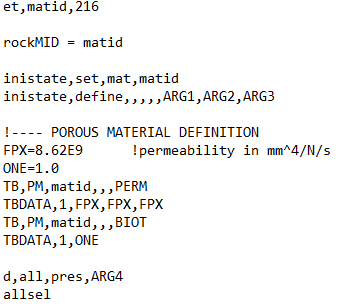 et,matid,216
rockMID = matid
inistate,set,mat,matid
inistate,define,,,,,ARG1,ARG2,ARG3
!---- POROUS MATERIAL DEFINITION
FPX=8.62E9      !permeability in mm^4/N/s
ONE=1.0
TB,PM,matid,,,PERM
TBDATA,1,FPX,FPX,FPX
TB,PM,matid,,,BIOT
TBDATA,1,ONE
d,all,pres,ARG4
allsel